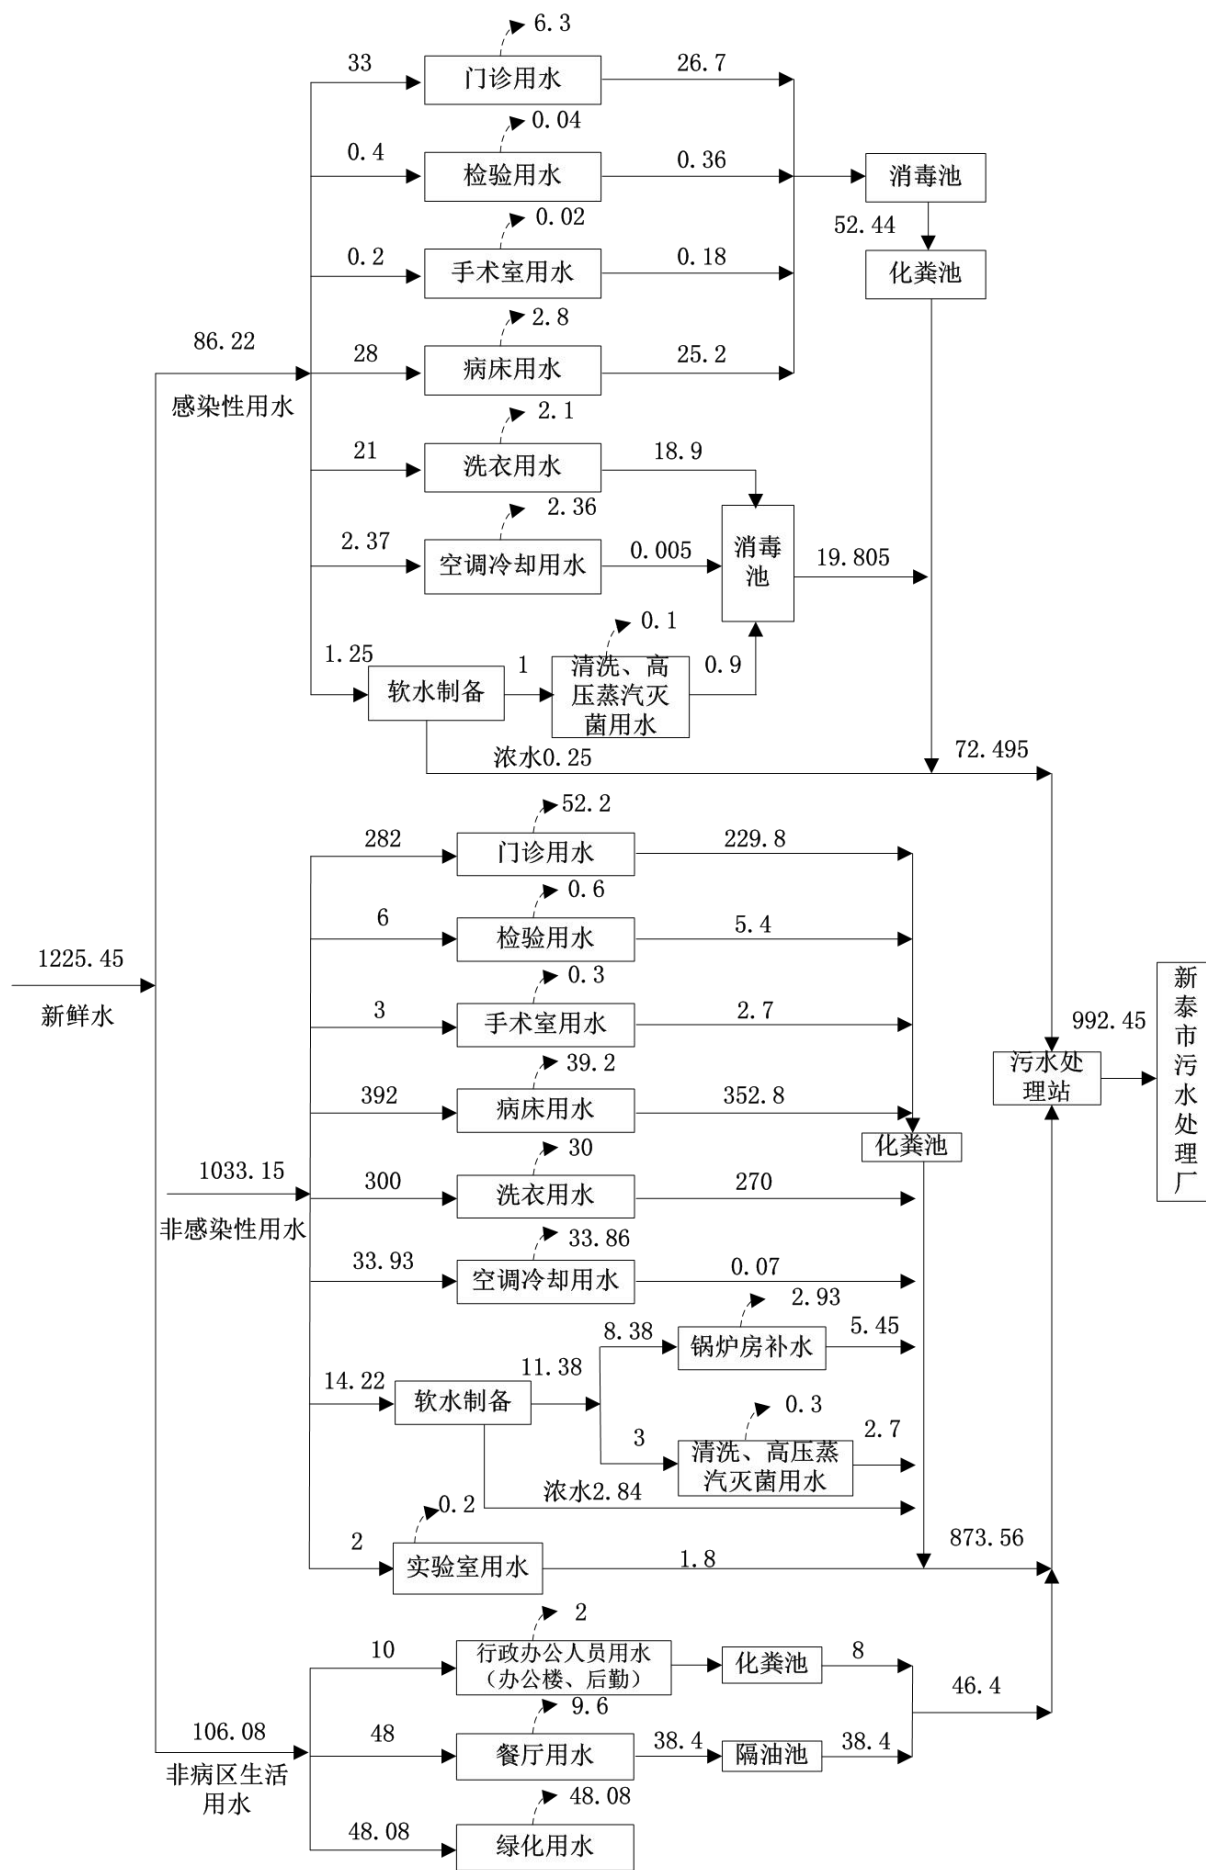 6.3
33
门诊用水
26.7
0.04
0.4
检验用水
0.36
消毒池
0.02
52.44
0.2
手术室用水
0.18
化粪池
2.8
86.22
28
病床用水
25.2
感染性用水
2.1
21
洗衣用水
18.9
2.36
2.37
空调冷却用水
0.005
消毒
池
19.805
0.1
1.25
软水制备
1
清洗、高
压蒸汽灭
菌用水
0.9
浓水0.25
72.495
52.2
282
门诊用水
229.8
0.6
6
检验用水
5.4
1225.45
新鲜水
0.3
3
手术室用水
2.7
992.45
新泰市污水处理厂
污水处
理站
39.2
392
病床用水
352.8
化粪池
1033.15
非感染性用水
30
300
洗衣用水
270
33.86
33.93
空调冷却用水
0.07
2.93
8.38
锅炉房补水
5.45
14.22
软水制备
11.38
0.3
3
清洗、高压蒸
汽灭菌用水
2.7
浓水2.84
0.2
2
实验室用水
1.8
873.56
2
10
行政办公人员用水
（办公楼、后勤）
化粪池
8
46.4
9.6
106.08
非病区生活
用水
48
餐厅用水
38.4
隔油池
38.4
48.08
48.08
绿化用水